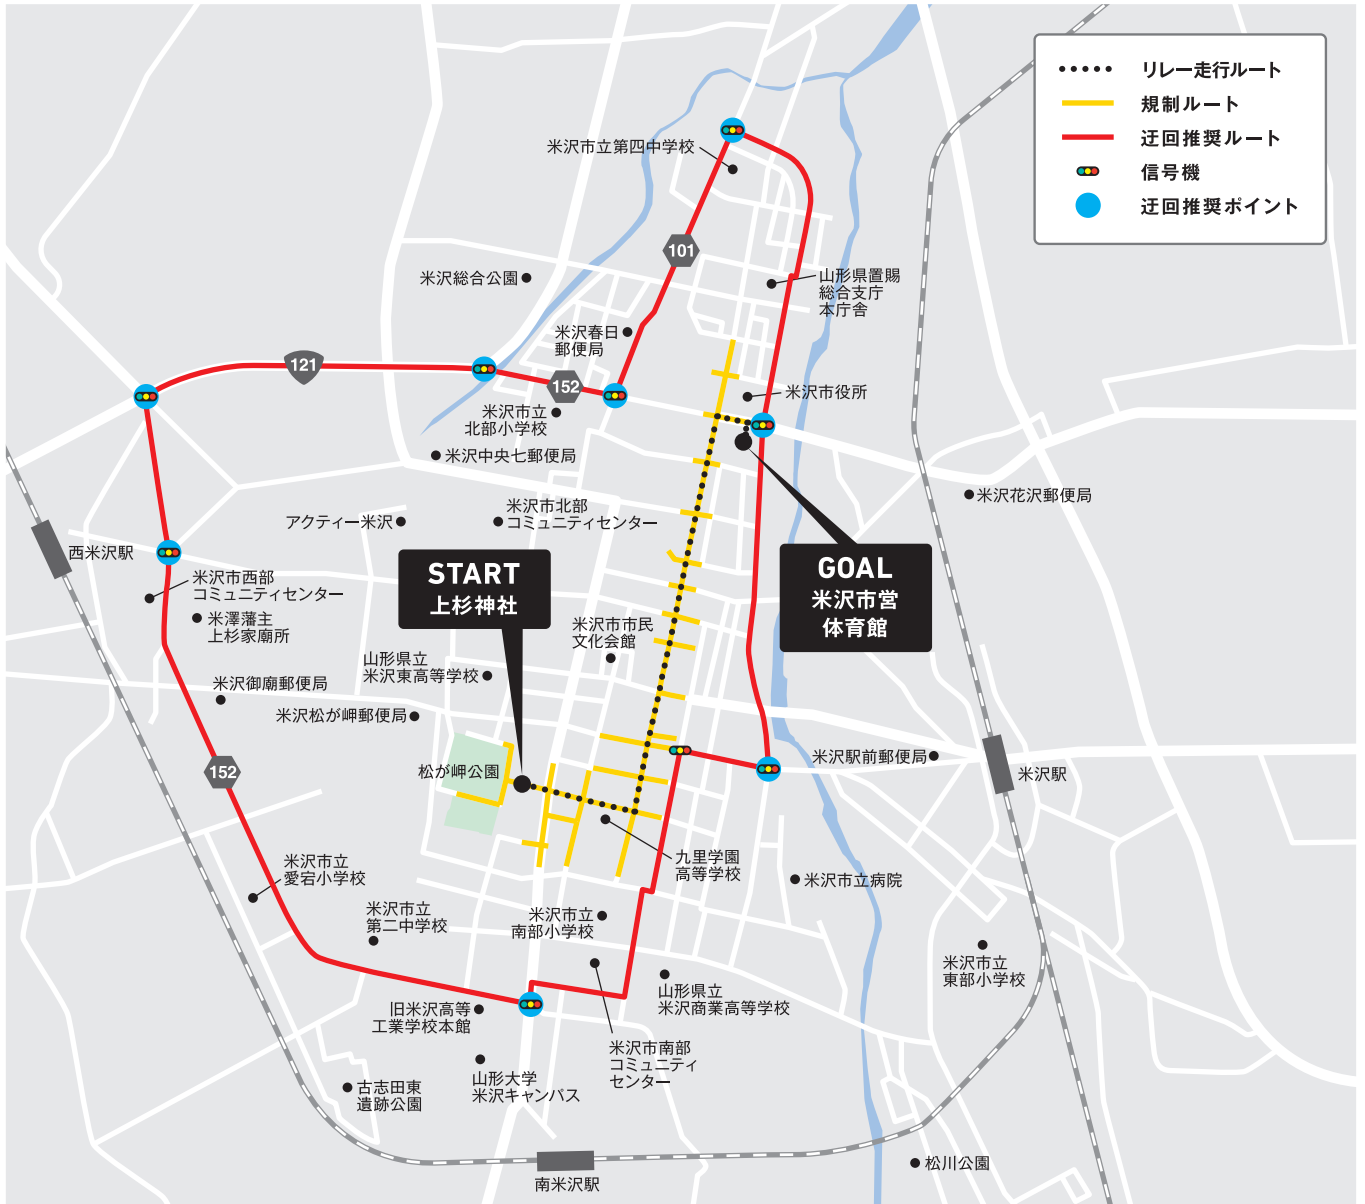 リレー走行ルート
規制ルート
迂回推奨ルート
信号機
迂回推奨ポイント
米沢市立第四中学校
101
米沢総合公園
山形県置賜
総合支庁
本庁舎
米沢春日
郵便局
121
152
米沢市役所
米沢市立
北部小学校
米沢中央七郵便局
米沢花沢郵便局
米沢市北部
コミュニティセンター
アクティー米沢
西米沢駅
START
上杉神社
GOAL
米沢市営
体育館
米沢市西部
コミュニティセンター
米澤藩主
上杉家廟所
米沢市市民
文化会館
山形県立
米沢東高等学校
米沢御廟郵便局
米沢松が岬郵便局
152
松が岬公園
米沢駅前郵便局
米沢駅
九里学園
高等学校
米沢市立
愛宕小学校
米沢市立病院
米沢市立
第二中学校
米沢市立
南部小学校
米沢市立
東部小学校
山形県立
米沢商業高等学校
旧米沢高等
工業学校本館
米沢市南部
コミュニティ
センター
山形大学
米沢キャンパス
古志田東
遺跡公園
松川公園
南米沢駅